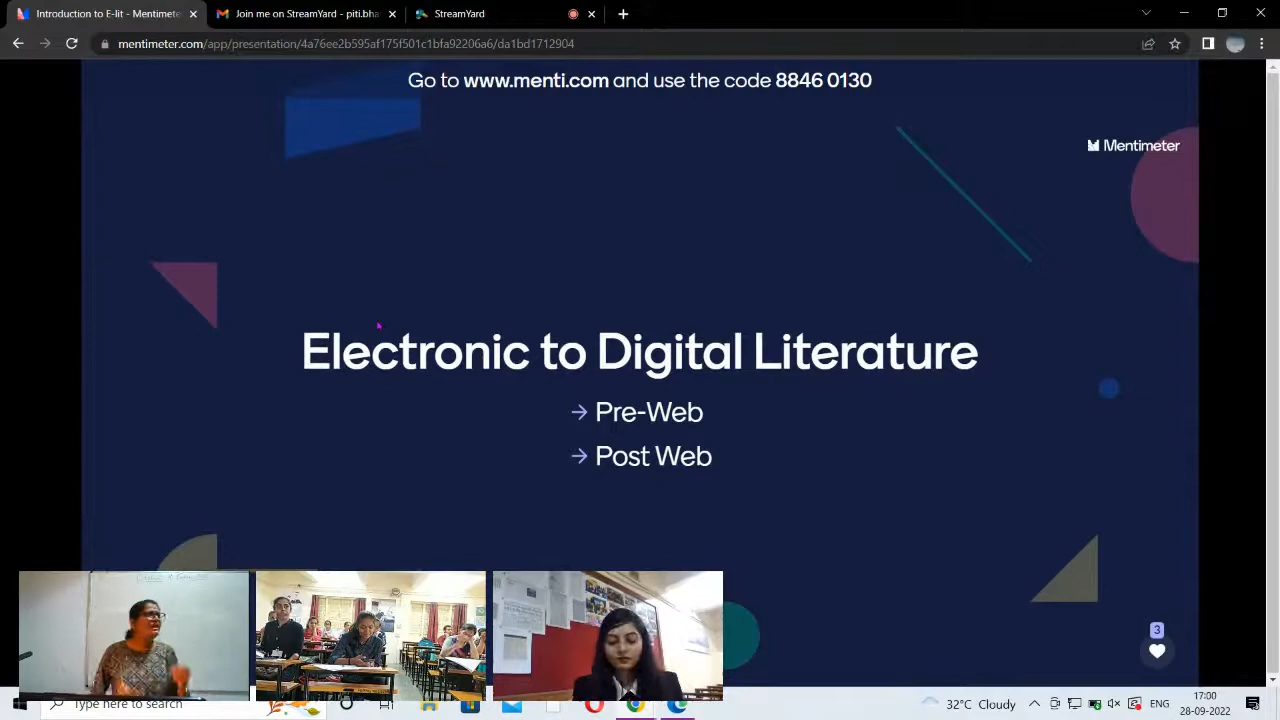 Introduction to E-lit - Mentimeter
Join me on StreamYard - piti.bha
StreamYard
mentimeter.com/app/presentation/4a76ee2b595af175f501c1bfa92206a6/da1bd1712904
Go to www.menti.com and use the code 8846 0130
Mentimeter
Electronic to Digital Literature
→ Pre-Web
→ Post Web
3
Type here to search
32°C Cloudy
ENG
17:00
28-09-2022